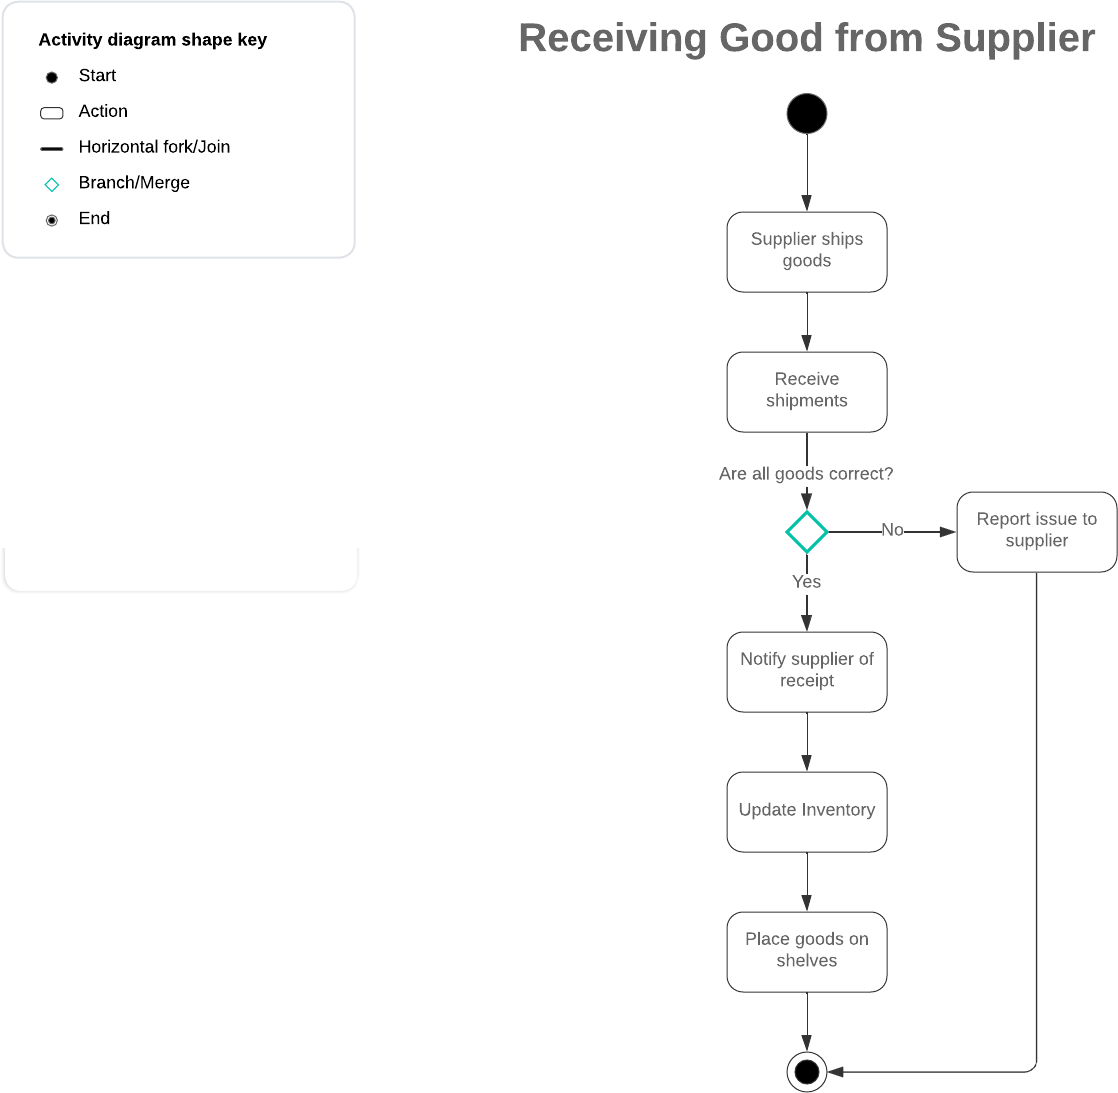 Activity diagram shape key
Start
Action
Horizontal fork/Join
Branch/Merge
End
Receiving Good from Supplier
Supplier ships
goods
Receive
shipments
Are all goods correct?
No
Report issue to
supplier
Yes
Notify supplier of
receipt
Update Inventory
Place goods on
shelves